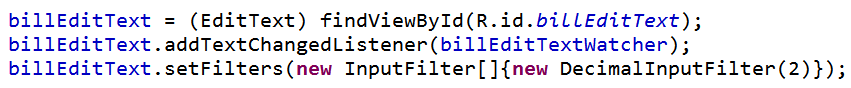 billEditText = (EditText) findViewById(R.id.billEditText);
billEditText.addTextChangedListener(billEditTextWatcher);
billEditText.setFilters(new InputFilter[]{new DecimalInputFilter(2)});